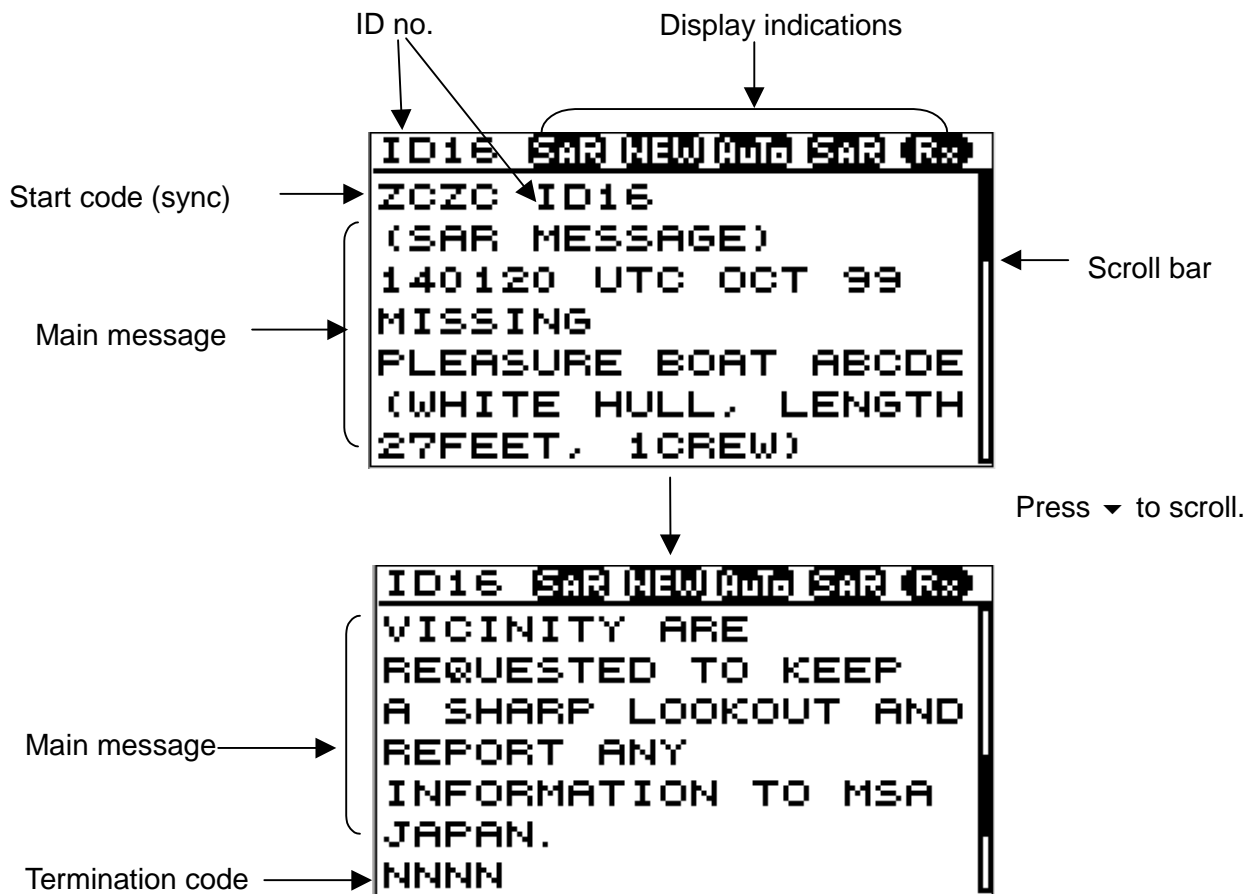 ID no.
Display indications
ID16 SAR NEW AuTo SAR Rx
Start code (sync)
ZCZC ID16
(SAR MESSAGE)
140120 UTC OCT 99
Scroll bar
MISSING
Main message
PLEASURE BOAT ABCDE
(WHITE HULL, LENGTH
27FEET, 1CREW)
Press ▼ to scroll.
ID16 SAR NEW AuTo SAR Rx
VICINITY ARE
REQUESTED TO KEEP
A SHARP LOOKOUT AND
Main message
REPORT ANY
INFORMATION TO MSA
JAPAN.
Termination code
NNNN